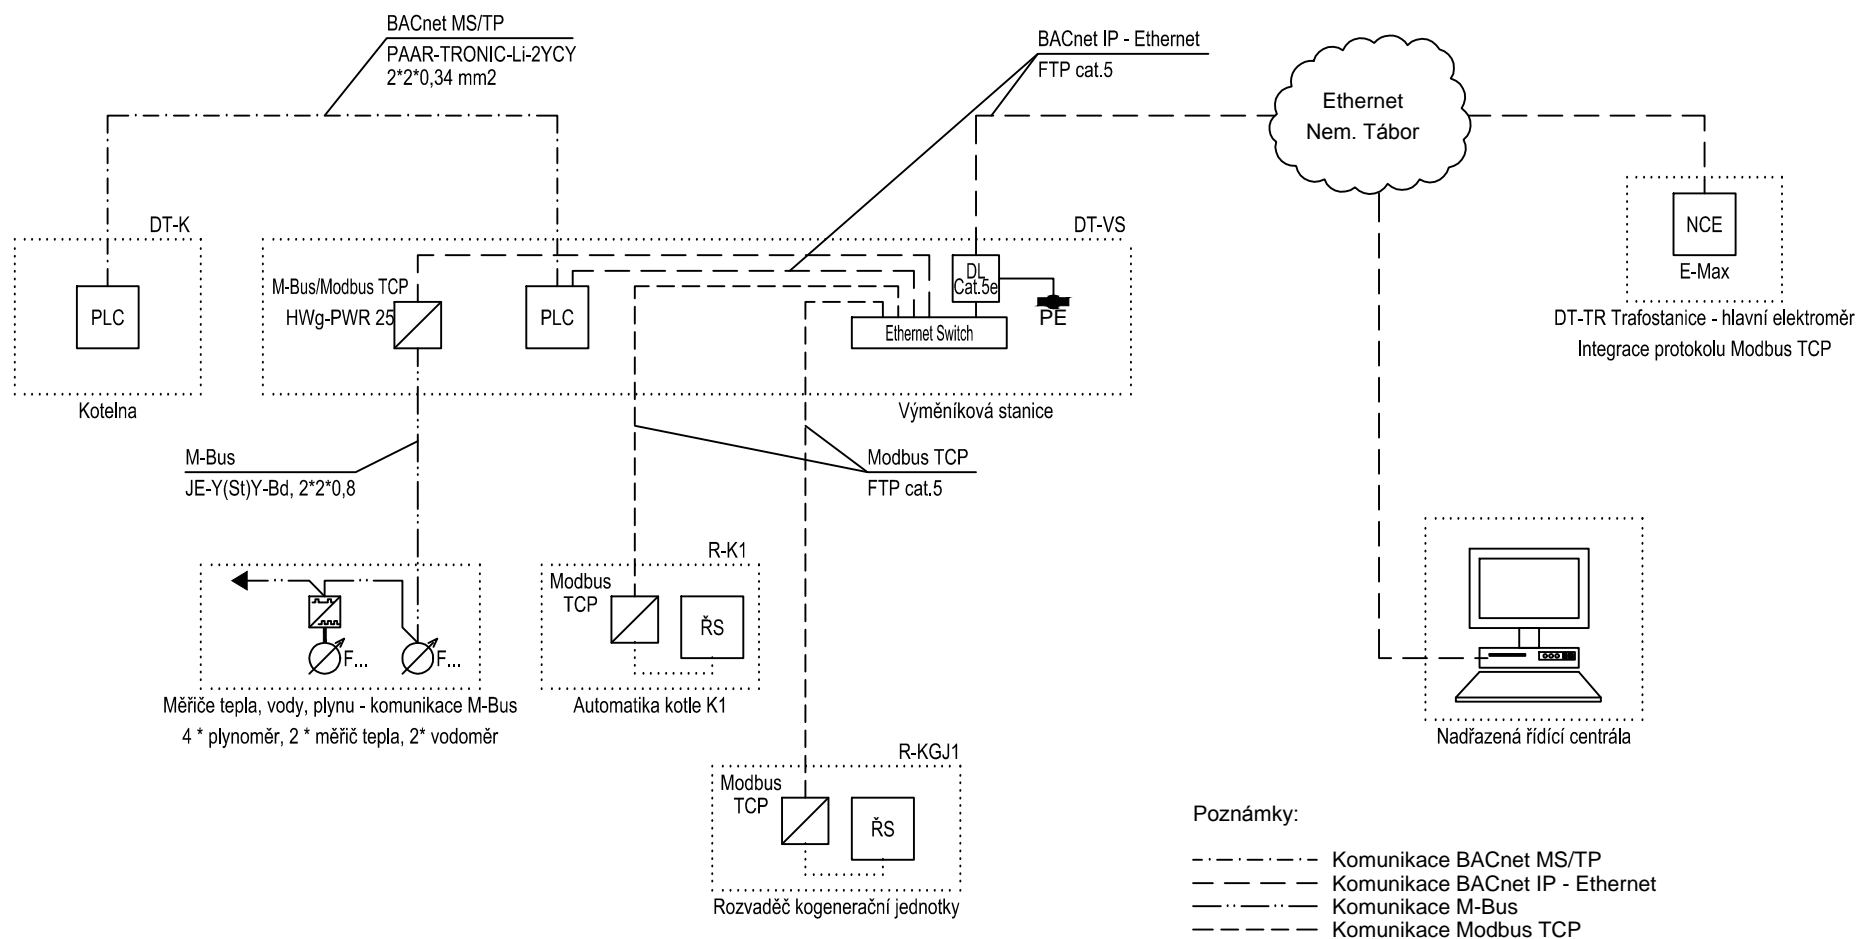 BACnet MS/TP
PAAR-TRONIC-Li-2YCY
2*2*0,34 mm2
BACnet IP - Ethernet
FTP cat.5
Ethernet
Nem. Tábor
DT-K
PLC
Kotelna
DT-VS
M-Bus/Modbus TCP
HWg-PWR 25
PLC
DL
Cat.5e
PE
Ethernet Switch
Výměníková stanice
NCE
E-Max
DT-TR Trafostanice - hlavní elektroměr
Integrace protokolu Modbus TCP
M-Bus
JE-Y(St)Y-Bd, 2*2*0,8
Modbus TCP
FTP cat.5
F...
F...
Měřiče tepla, vody, plynu - komunikace M-Bus
4 * plynoměr, 2 * měřič tepla, 2* vodoměr
R-K1
Modbus
TCP
ŘS
Automatika kotle K1
R-KGJ1
Modbus
TCP
ŘS
Rozvaděč kogenerační jednotky
Nadřazená řídící centrála
Poznámky:
Komunikace BACnet MS/TP
Komunikace BACnet IP - Ethernet
Komunikace M-Bus
Komunikace Modbus TCP